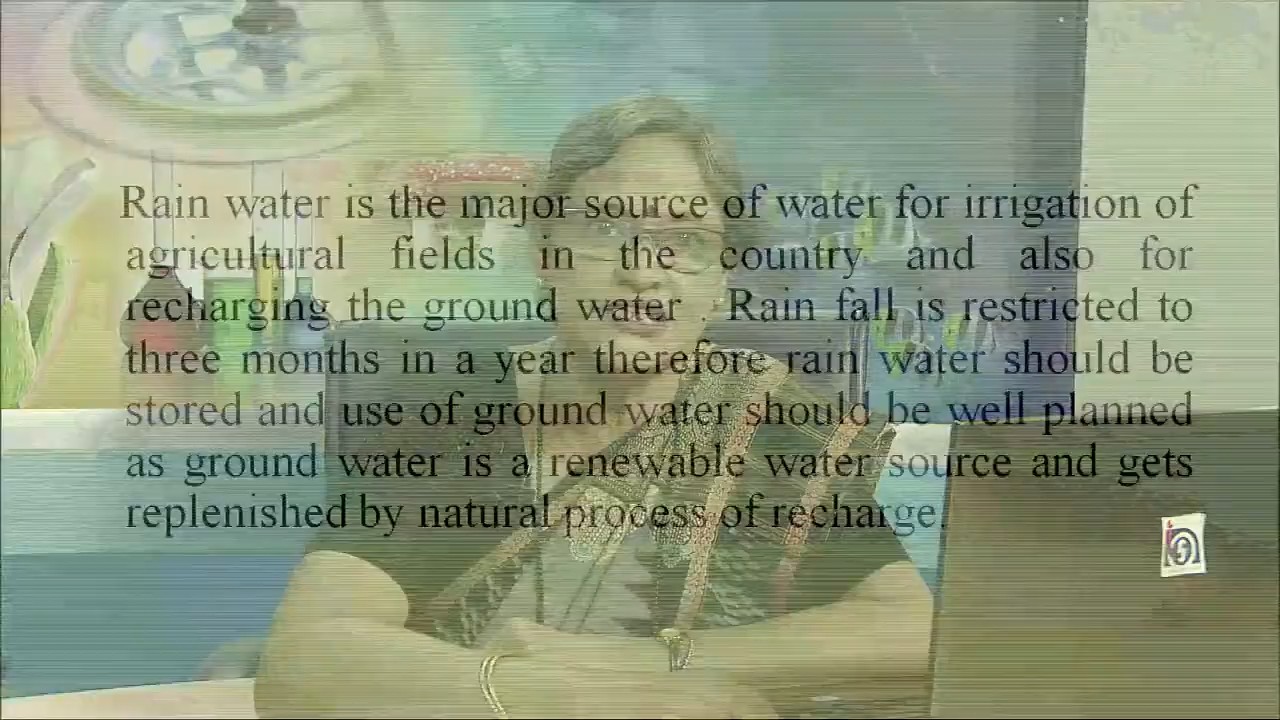 Rain water is the major source of water for irrigation of
agricultural fields in the country and also for
recharging the ground water . Rain fall is restricted to
three months in a year therefore rain water should be
stored and use of ground water should be well planned
as ground water is a renewable water source and gets
replenished by natural process of recharge.